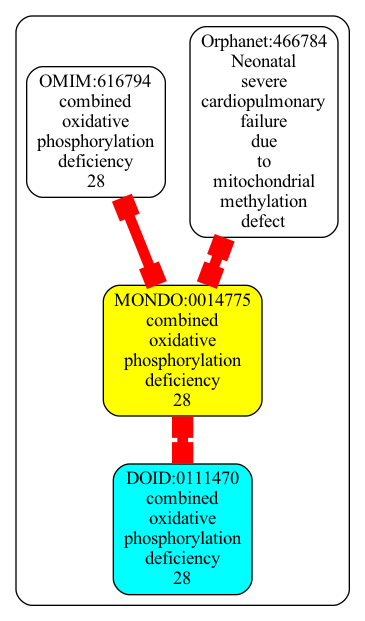 OMIM:616794
combined
oxidative
phosphorylation
deficiency
28
Orphanet:466784
Neonatal
severe
cardiopulmonary
failure
due
to
mitochondrial
methylation
defect
MONDO:0014775
combined
oxidative
phosphorylation
deficiency
28
DOID:0111470
combined
oxidative
phosphorylation
deficiency
28